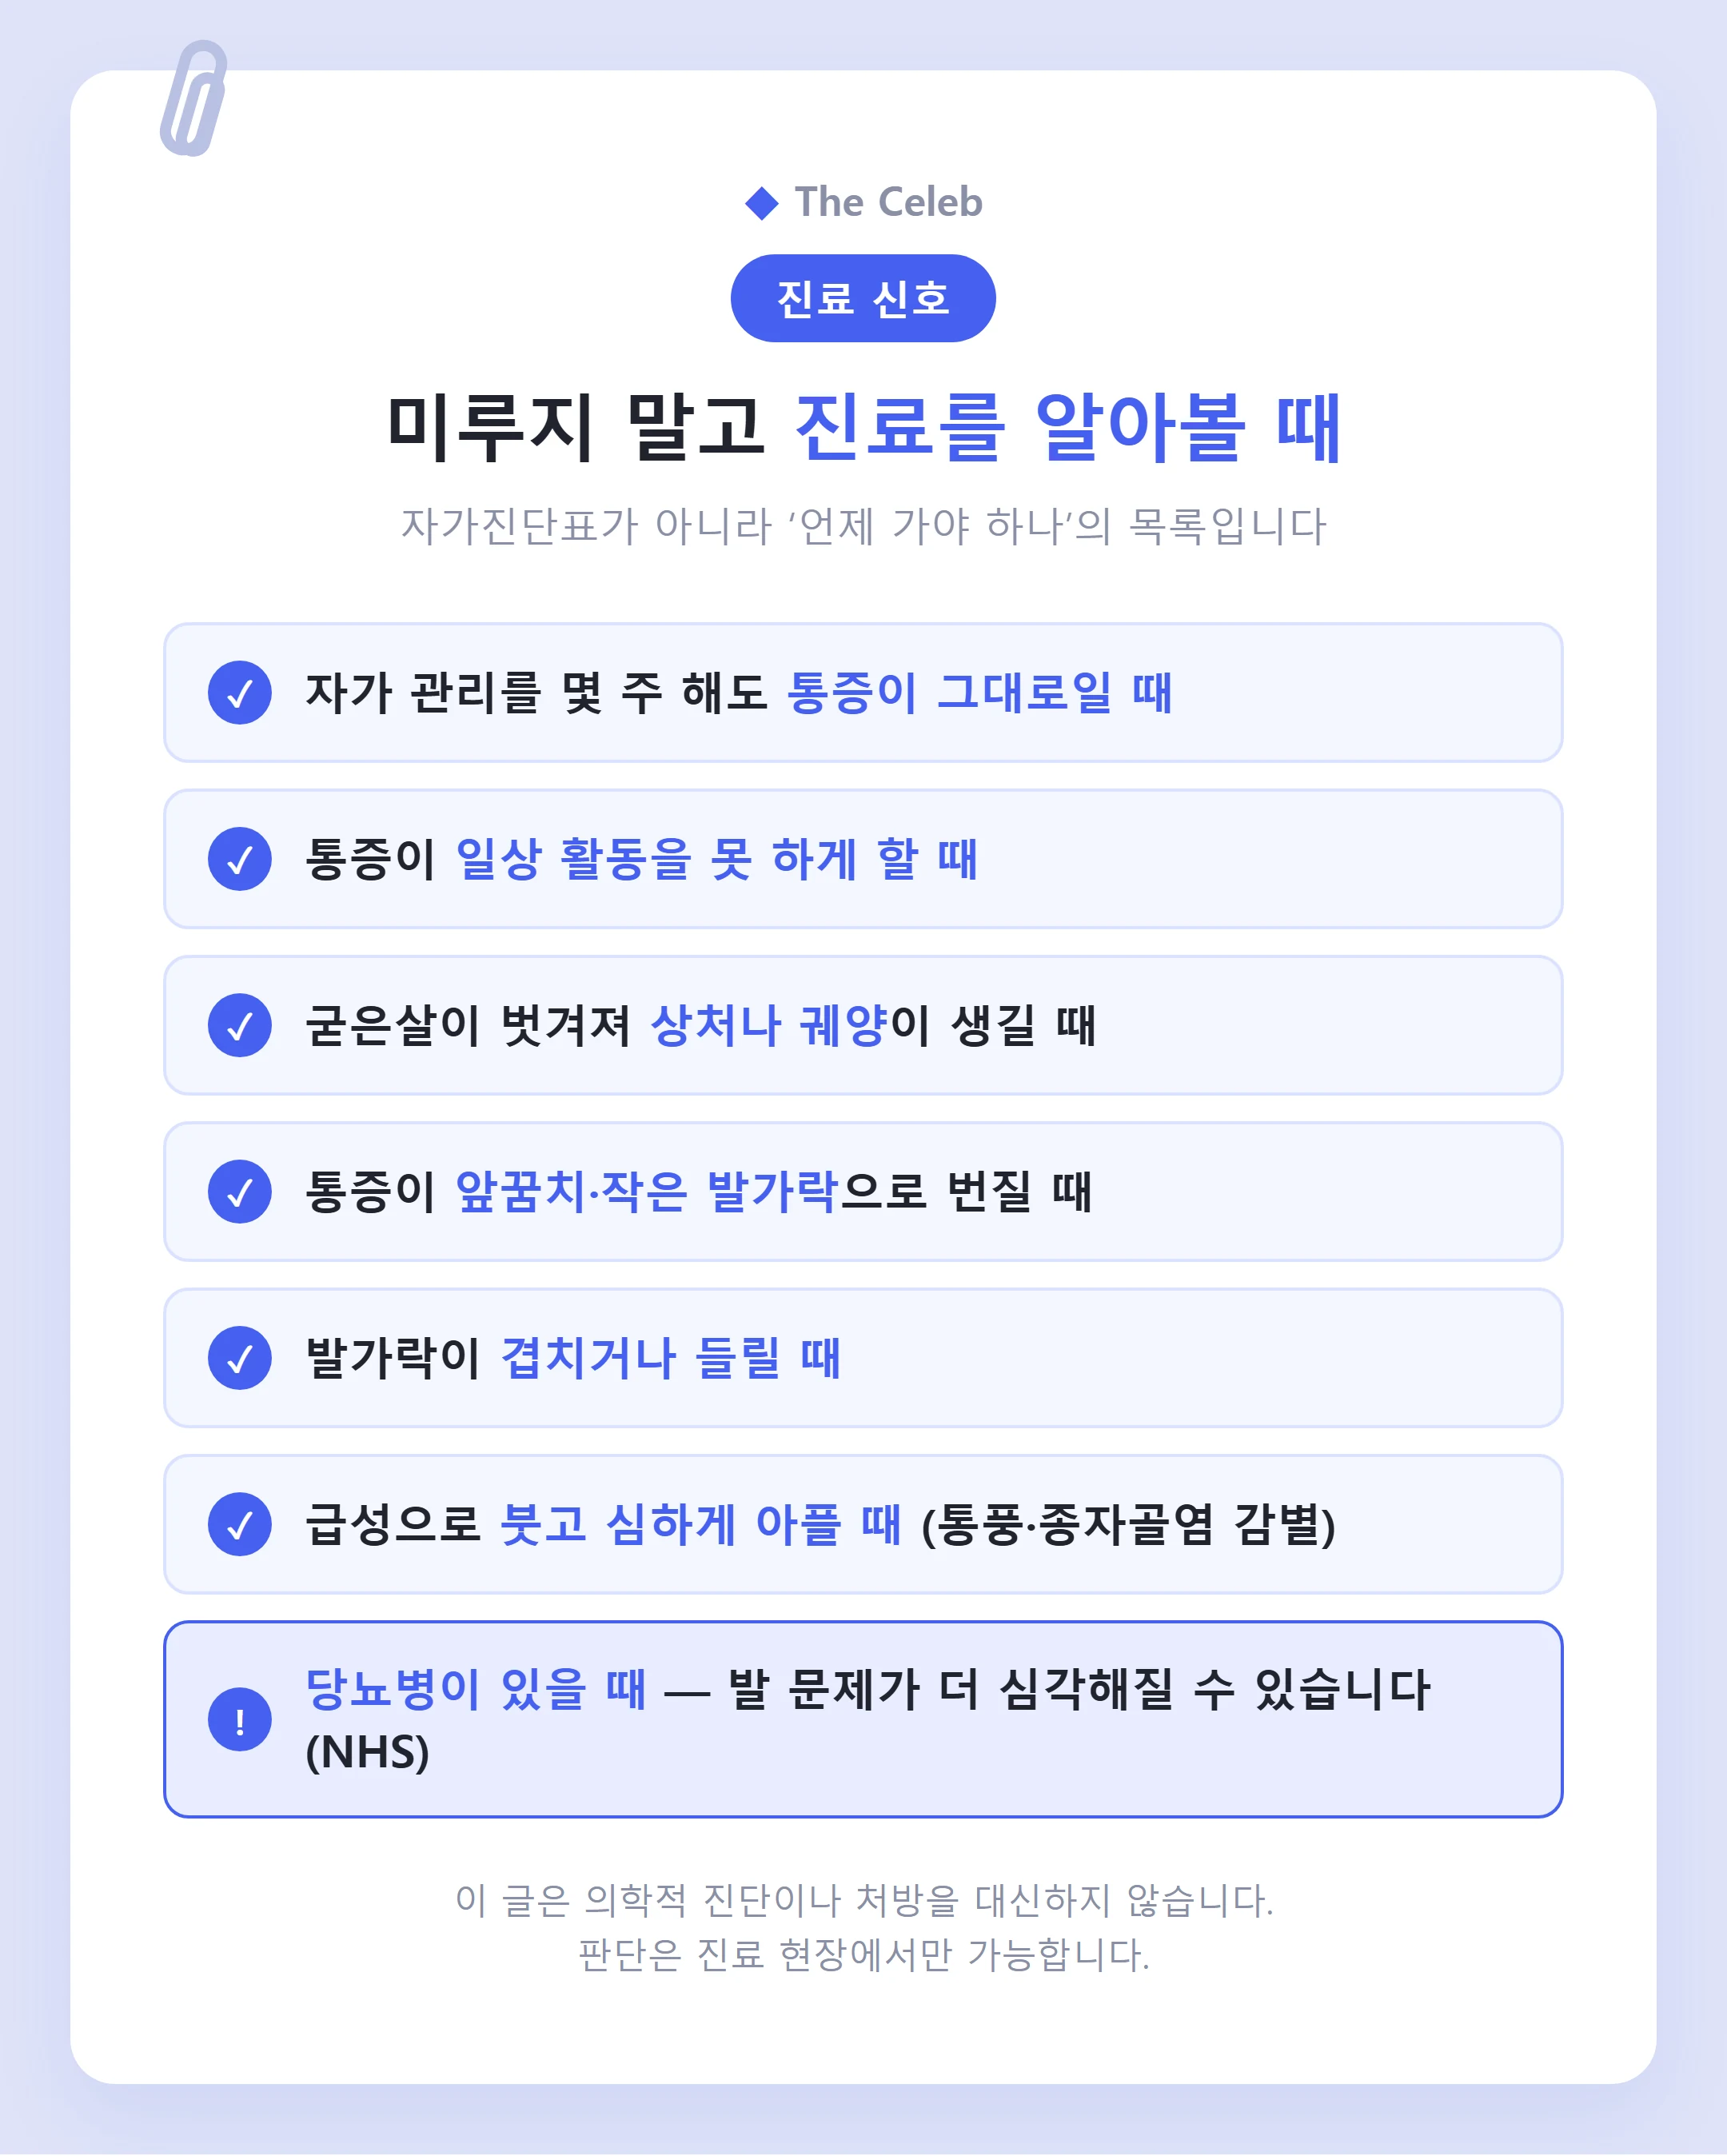 The Celeb
진료 신호
미루지 말고 진료를 알아볼 때
자가진단표가 아니라 ‘언제 가야 하나’의 목록입니다
자가 관리를 몇 주 해도 통증이 그대로일 때
통증이 일상 활동을 못 하게 할 때
굳은살이 벗겨져 상처나 궤양이 생길 때
통증이 앞꿈치·작은 발가락으로 번질 때
발가락이 겹치거나 들릴 때
급성으로 붓고 심하게 아플 때 (통풍·종자골염 감별)
당뇨병이 있을 때 — 발 문제가 더 심각해질 수 있습니다
(NHS)
이 글은 의학적 진단이나 처방을 대신하지 않습니다.
판단은 진료 현장에서만 가능합니다.